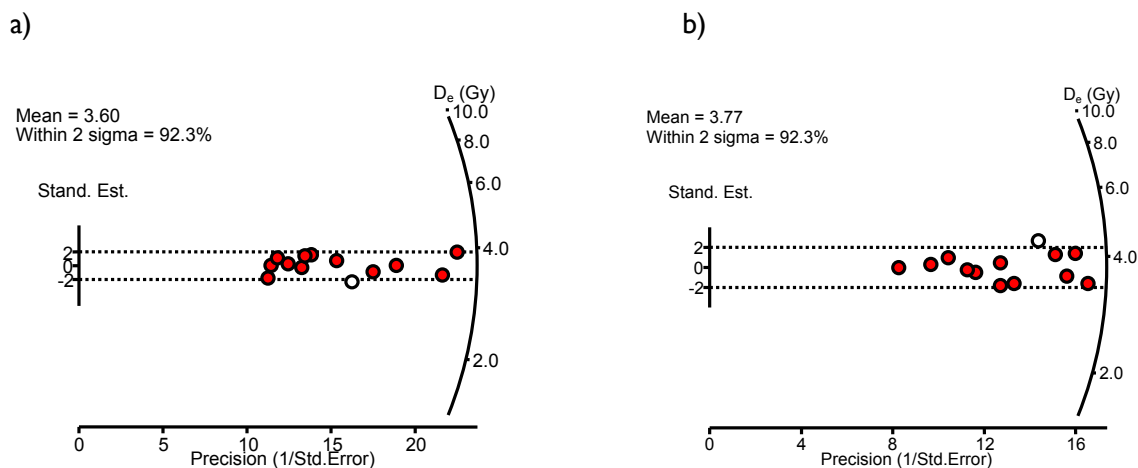 a)
D_e (Gy)
10.0
Mean = 3.60
Within 2 sigma = 92.3%
8.0
6.0
Stand. Est.
4.0
2
0
-2
2.0
0 5 10 15 20
Precision (1/Std.Error)
b)
D_e (Gy)
10.0
Mean = 3.77
Within 2 sigma = 92.3%
8.0
6.0
Stand. Est.
4.0
2
0
-2
2.0
0 4 8 12 16
Precision (1/Std.Error)